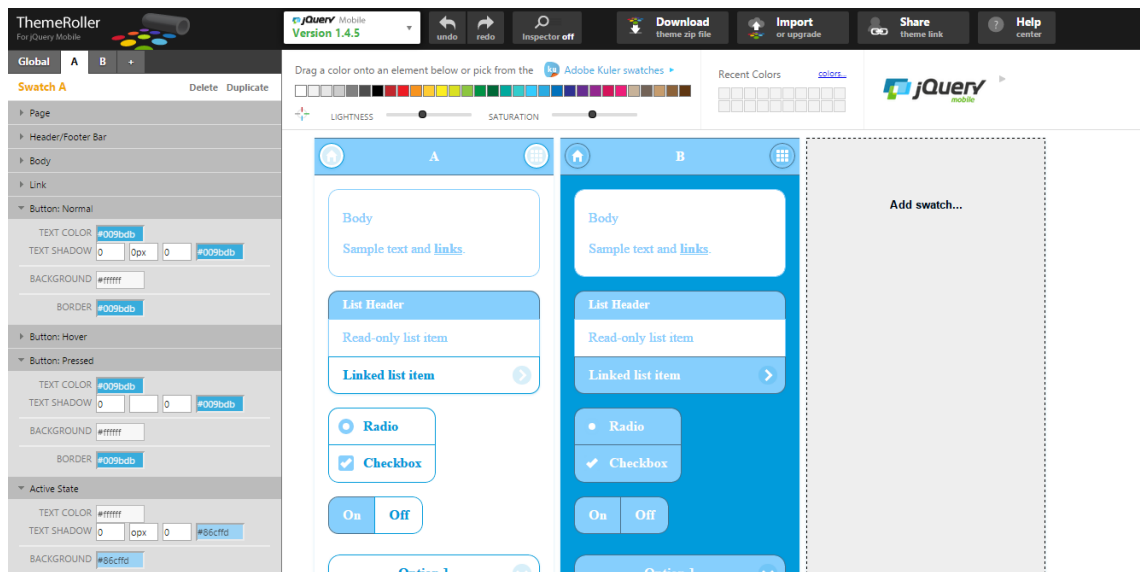 ThemeRoller
For jQuery Mobile
jQuery Mobile
Version 1.4.5
undo
redo
Inspector off
Download
theme zip file
Import
or upgrade
Share
theme link
? Help
center
Global A B +
Swatch A Delete Duplicate
Page
Header/Footer Bar
Body
Link
Button: Normal
TEXT COLOR #009bdb
TEXT SHADOW 0 0px 0 #009bdb
BACKGROUND #ffffff
BORDER #009bdb
Button: Hover
Button: Pressed
TEXT COLOR #009bdb
TEXT SHADOW 0 0 #009bdb
BACKGROUND #ffffff
BORDER #009bdb
Active State
TEXT COLOR #ffffff
TEXT SHADOW 0 0px 0 #86cffd
BACKGROUND #86cffd
Drag a color onto an element below or pick from the ku Adobe Kuler swatches
LIGHTNESS SATURATION
Recent Colors colors...
jQuery
mobile
A
Body
Sample text and links.
List Header
Read-only list item
Linked list item
Radio
Checkbox
On Off
Option 1
B
Body
Sample text and links.
List Header
Read-only list item
Linked list item
Radio
Checkbox
On Off
Option 1
Add swatch...